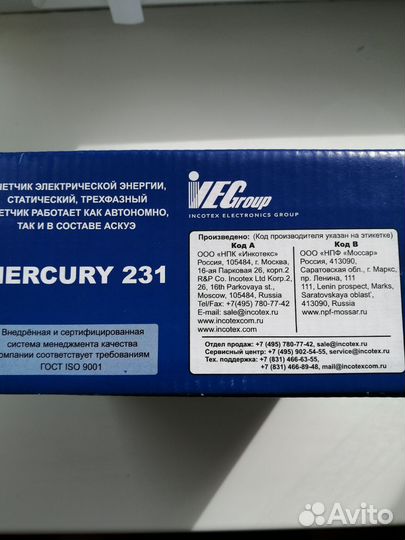 ЧЕТЧИК ЭЛЕКТРИЧЕСКОЙ ЭНЕРГИИ,
СТАТИЧЕСКИЙ, ТРЕХФАЗНЫЙ
ЧЕТЧИК РАБОТАЕТ КАК АВТОНОМНО,
ТАК И В СОСТАВЕ АСКУЭ
MERCURY 231
Внедрённая и сертифицированная
система менеджмента качества
компании соответствует требованиям
ГОСТ ISO 9001
IVEGroup
INCOTEX ELECTRONICS GROUP
Произведено: (Код производителя указан на этикетке)
Код А
ООО «НПК «Инкотекс»
Россия, 105484, г. Москва,
16-ая Парковая 26, корп.2
R&P Co. Incotex Ltd Korp.2,
26, 16th Parkovaya st.,
Moscow, 105484, Russia
Tel/Fax: +7(495) 780-77-42
E-mail: sale@incotex.ru
www.incotex.ru
www.incotexcom.ru
Код В
ООО «НПФ «Моссар»
Россия, 413090,
Саратовская обл., г. Маркс,
пр. Ленина, 111
111, Lenin prospect, Marks,
Saratovskaya oblast',
413090, Russia
www.npf-mossar.ru
Отдел продаж: +7 (495) 780-77-42, sale@incotex.ru
Сервисный центр: +7 (495) 902-54-55, service@incotex.ru
Тех. поддержка: +7 (831) 466-63-55,
+7 (831) 466-89-48, mail@incotexcom.ru
Avito